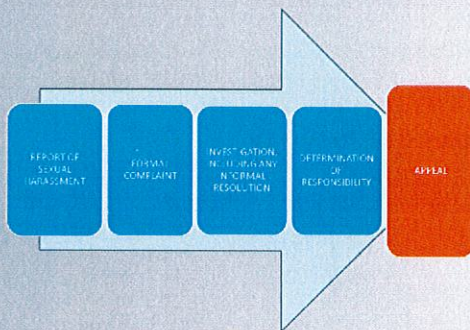 REPORT OF
SEXUAL
HARASSMENT
FORMAL
COMPLAINT
INVESTIGATION,
INCLUDING ANY
INFORMAL
RESOLUTION
DETERMINATION
OF
RESPONSIBILITY
APPEAL